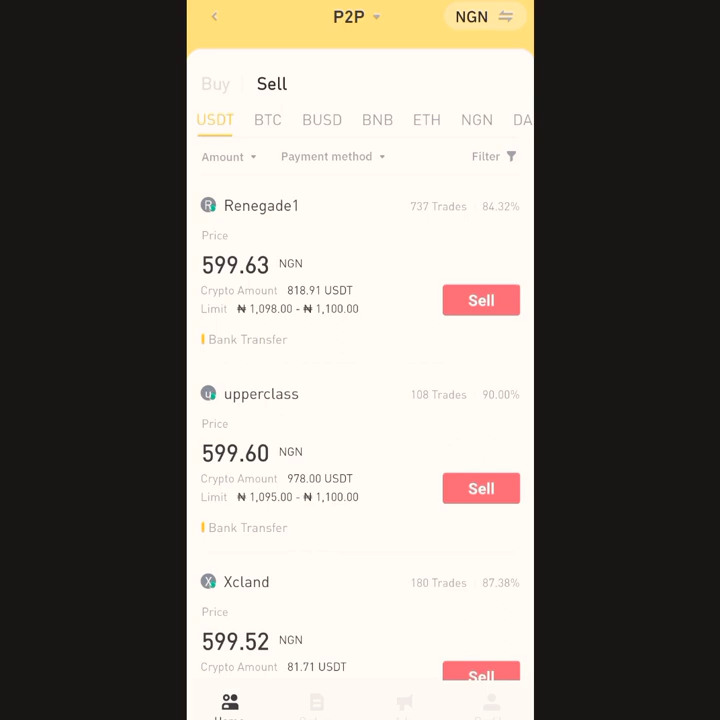 P2P NGN
Buy Sell
USDT BTC BUSD BNB ETH NGN DA
Amount Payment method Filter
R Renegade1 737 Trades 84.32%
Price
599.63 NGN
Crypto Amount 818.91 USDT
Sell
Limit ₦ 1,098.00 - ₦ 1,100.00
Bank Transfer
u upperclass 108 Trades 90.00%
Price
599.60 NGN
Crypto Amount 978.00 USDT
Sell
Limit ₦ 1,095.00 - ₦ 1,100.00
Bank Transfer
X Xcland 180 Trades 87.38%
Price
599.52 NGN
Crypto Amount 81.71 USDT
Sell